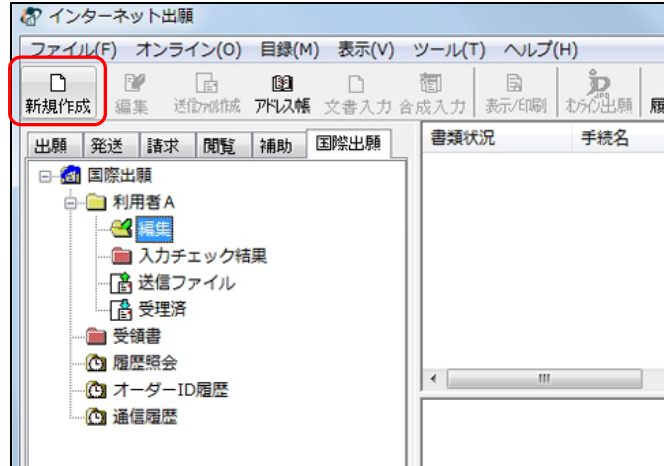 インターネット出願
ファイル(F) オンライン(O) 目録(M) 表示(V) ツール(T) ヘルプ(H)
新規作成 編集 送信ファイル作成 アドレス帳 文書入力 合成入力 表示/印刷 わらべ出願 履
出願 発送 請求 閲覧 補助 国際出願
書類状況 手続名
国際出願
利用者A
編集
入力チェック結果
送信ファイル
受理済
受領書
履歴照会
オーダーID履歴
通信履歴